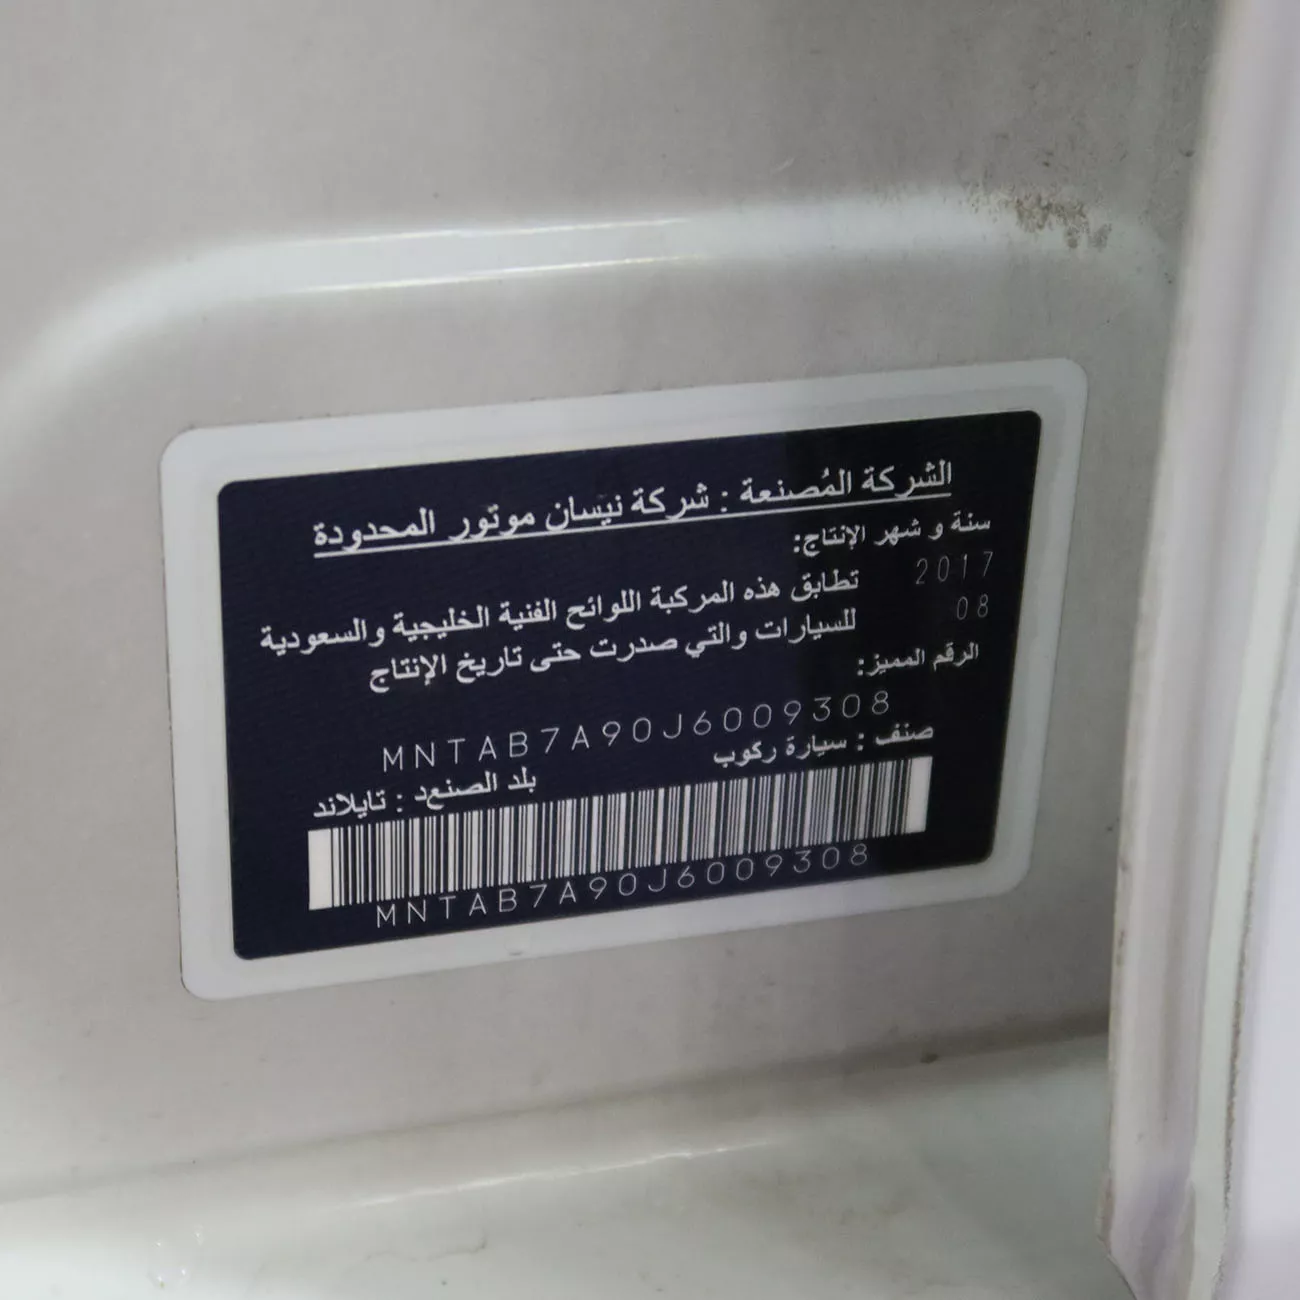 الشركة المُصنعة : شركة نيسان موتور المحدودة
سنة و شهر الإنتاج:
2017
08
تطابق هذه المركبة اللوائح الفنية الخليجية والسعودية
للسيارات والتي صدرت حتى تاريخ الإنتاج
الرقم المميز:
MNTAB7A90J6009308
صنف : سيارة ركوب
بلد الصنعد : تايلاند
MNTAB7A90J6009308